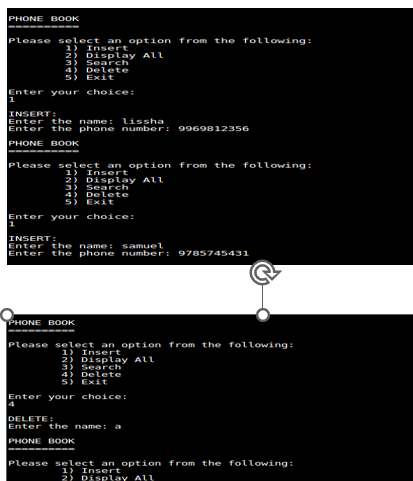 PHONE BOOK
==========
Please select an option from the following:
1) Insert
2) Display All
3) Search
4) Delete
5) Exit
Enter your choice:
1
INSERT:
Enter the name: lissha
Enter the phone number: 9969812356
PHONE BOOK
==========
Please select an option from the following:
1) Insert
2) Display All
3) Search
4) Delete
5) Exit
Enter your choice:
1
INSERT:
Enter the name: samuel
Enter the phone number: 9785745431
PHONE BOOK
==========
Please select an option from the following:
1) Insert
2) Display All
3) Search
4) Delete
5) Exit
Enter your choice:
4
DELETE:
Enter the name: a
PHONE BOOK
==========
Please select an option from the following:
1) Insert
2) Display All